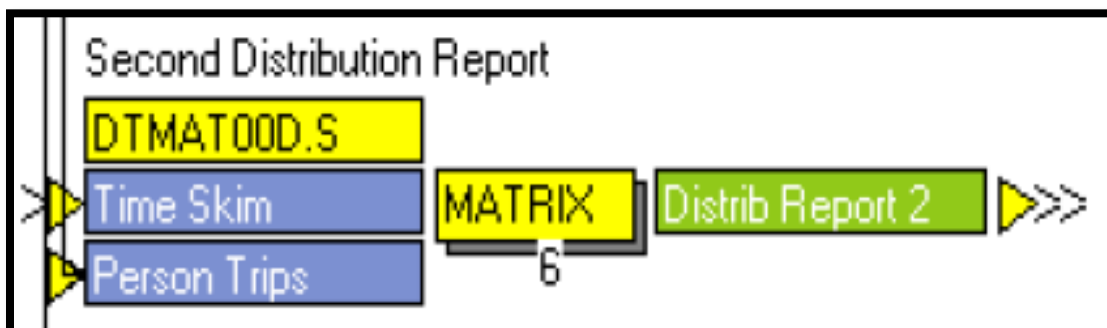 Second Distribution Report
DTMAT00D.S
Time Skim MATRIX Distrib Report 2
Person Trips 6